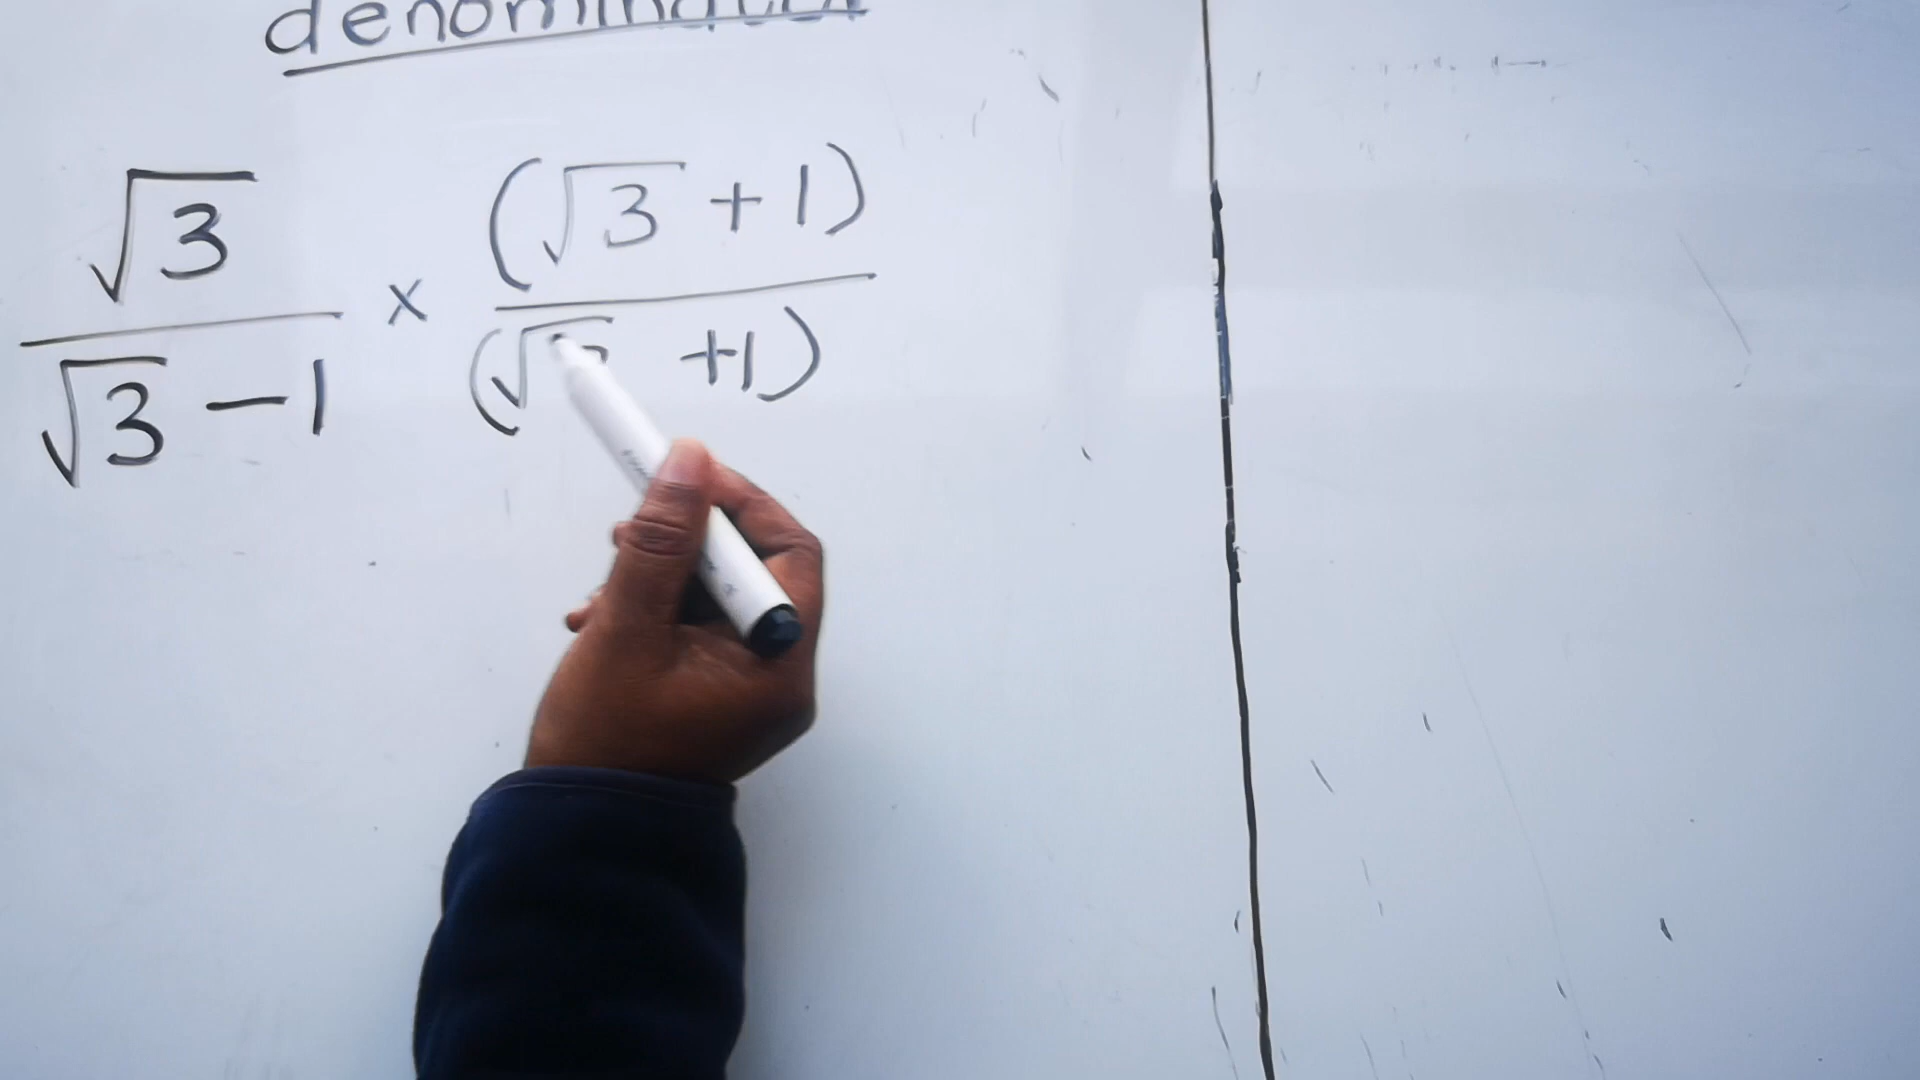 denominator
√3 / (√3 - 1) × (√3 + 1) / (√3 + 1)